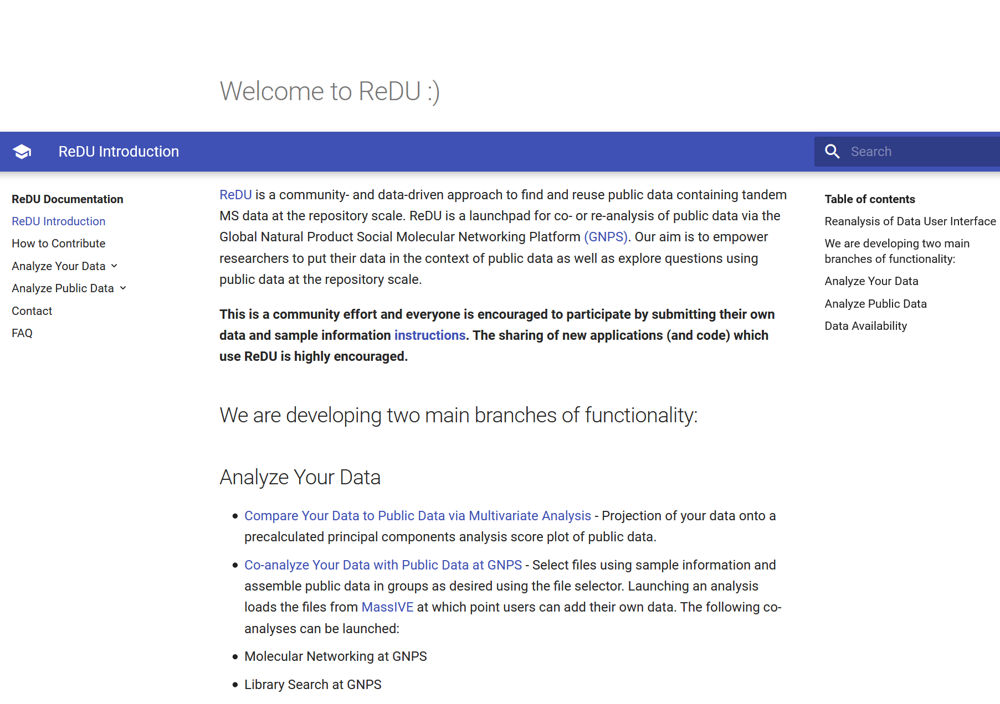 Welcome to ReDU :)
ReDU Introduction
Search
ReDU Documentation
ReDU Introduction
How to Contribute
Analyze Your Data
Analyze Public Data
Contact
FAQ
ReDU is a community- and data-driven approach to find and reuse public data containing tandem
MS data at the repository scale. ReDU is a launchpad for co- or re-analysis of public data via the
Global Natural Product Social Molecular Networking Platform (GNPS). Our aim is to empower
researchers to put their data in the context of public data as well as explore questions using
public data at the repository scale.
This is a community effort and everyone is encouraged to participate by submitting their own
data and sample information instructions. The sharing of new applications (and code) which
use ReDU is highly encouraged.
We are developing two main branches of functionality:
Analyze Your Data
Compare Your Data to Public Data via Multivariate Analysis - Projection of your data onto a
precalculated principal components analysis score plot of public data.
Co-analyze Your Data with Public Data at GNPS - Select files using sample information and
assemble public data in groups as desired using the file selector. Launching an analysis
loads the files from MassIVE at which point users can add their own data. The following co-
analyses can be launched:
Molecular Networking at GNPS
Library Search at GNPS
Table of contents
Reanalysis of Data User Interface
We are developing two main
branches of functionality:
Analyze Your Data
Analyze Public Data
Data Availability